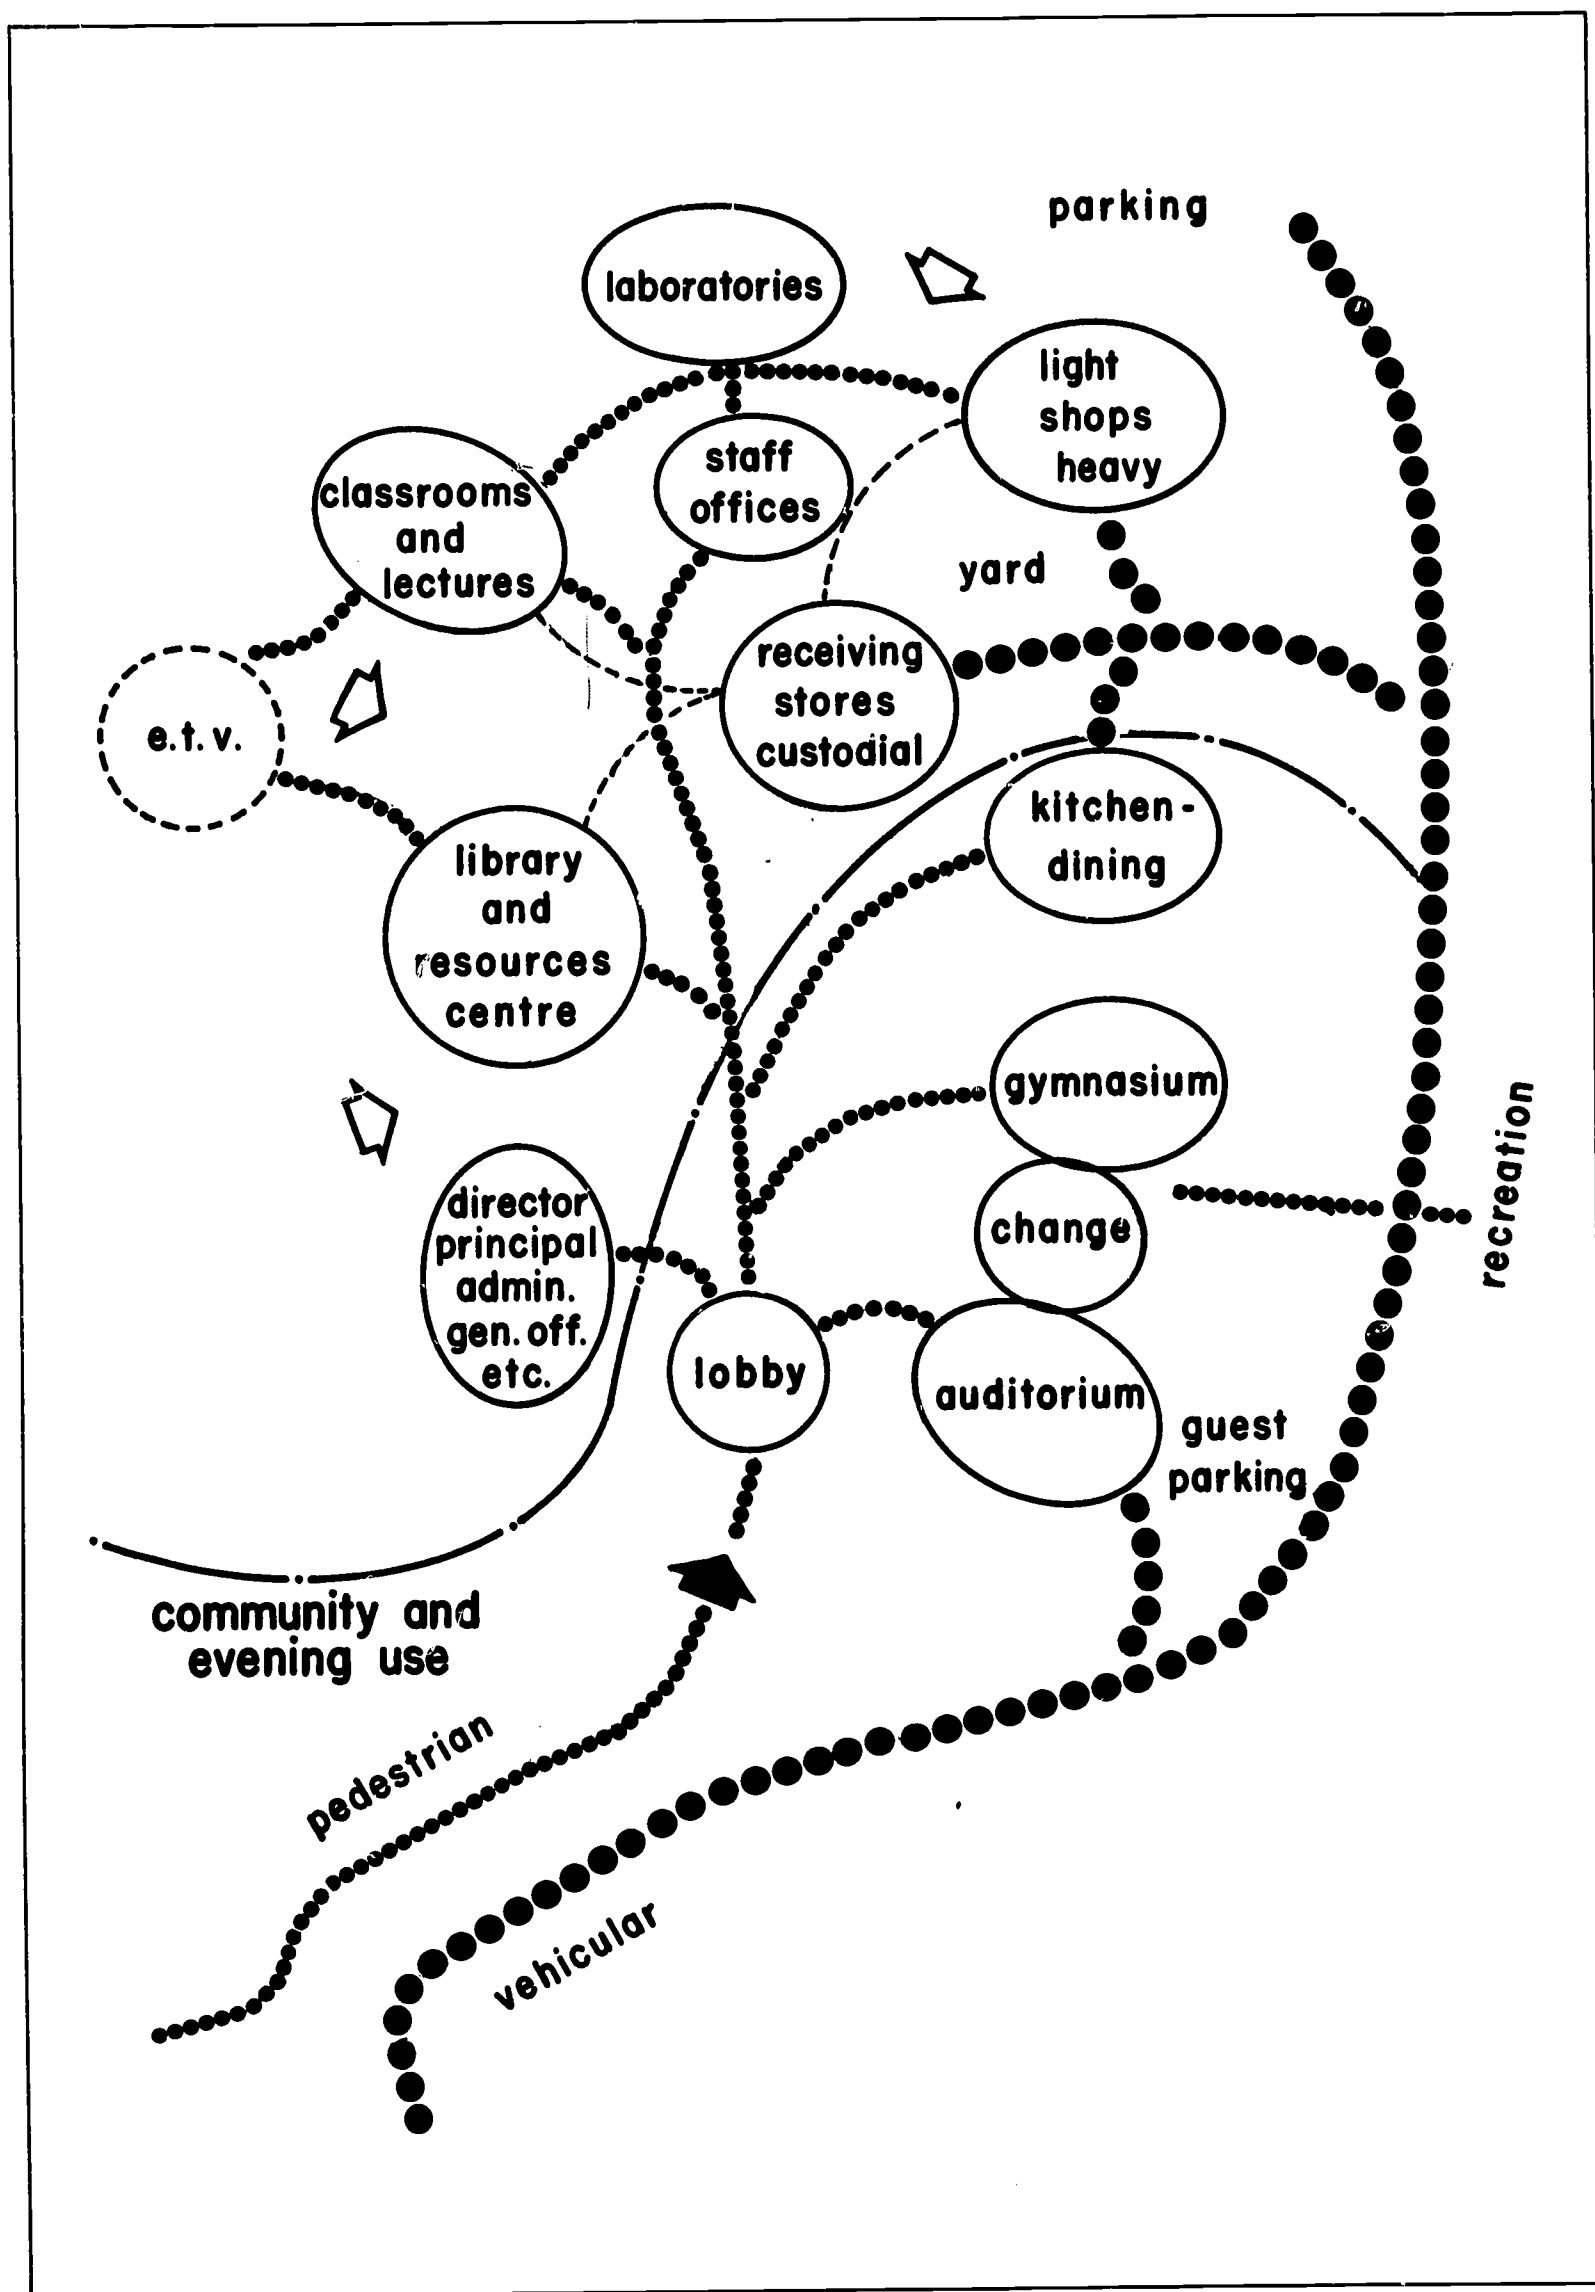 parking
laboratories
light
shops
heavy
staff
offices
classrooms
and
lectures
yard
receiving
stores
custodial
e.t.v.
kitchen-
dining
library
and
resources
centre
gymnasium
recreation
change
director
principal
admin.
gen. off.
etc.
lobby
auditorium
guest
parking
community and
evening use
pedestrian
vehicular